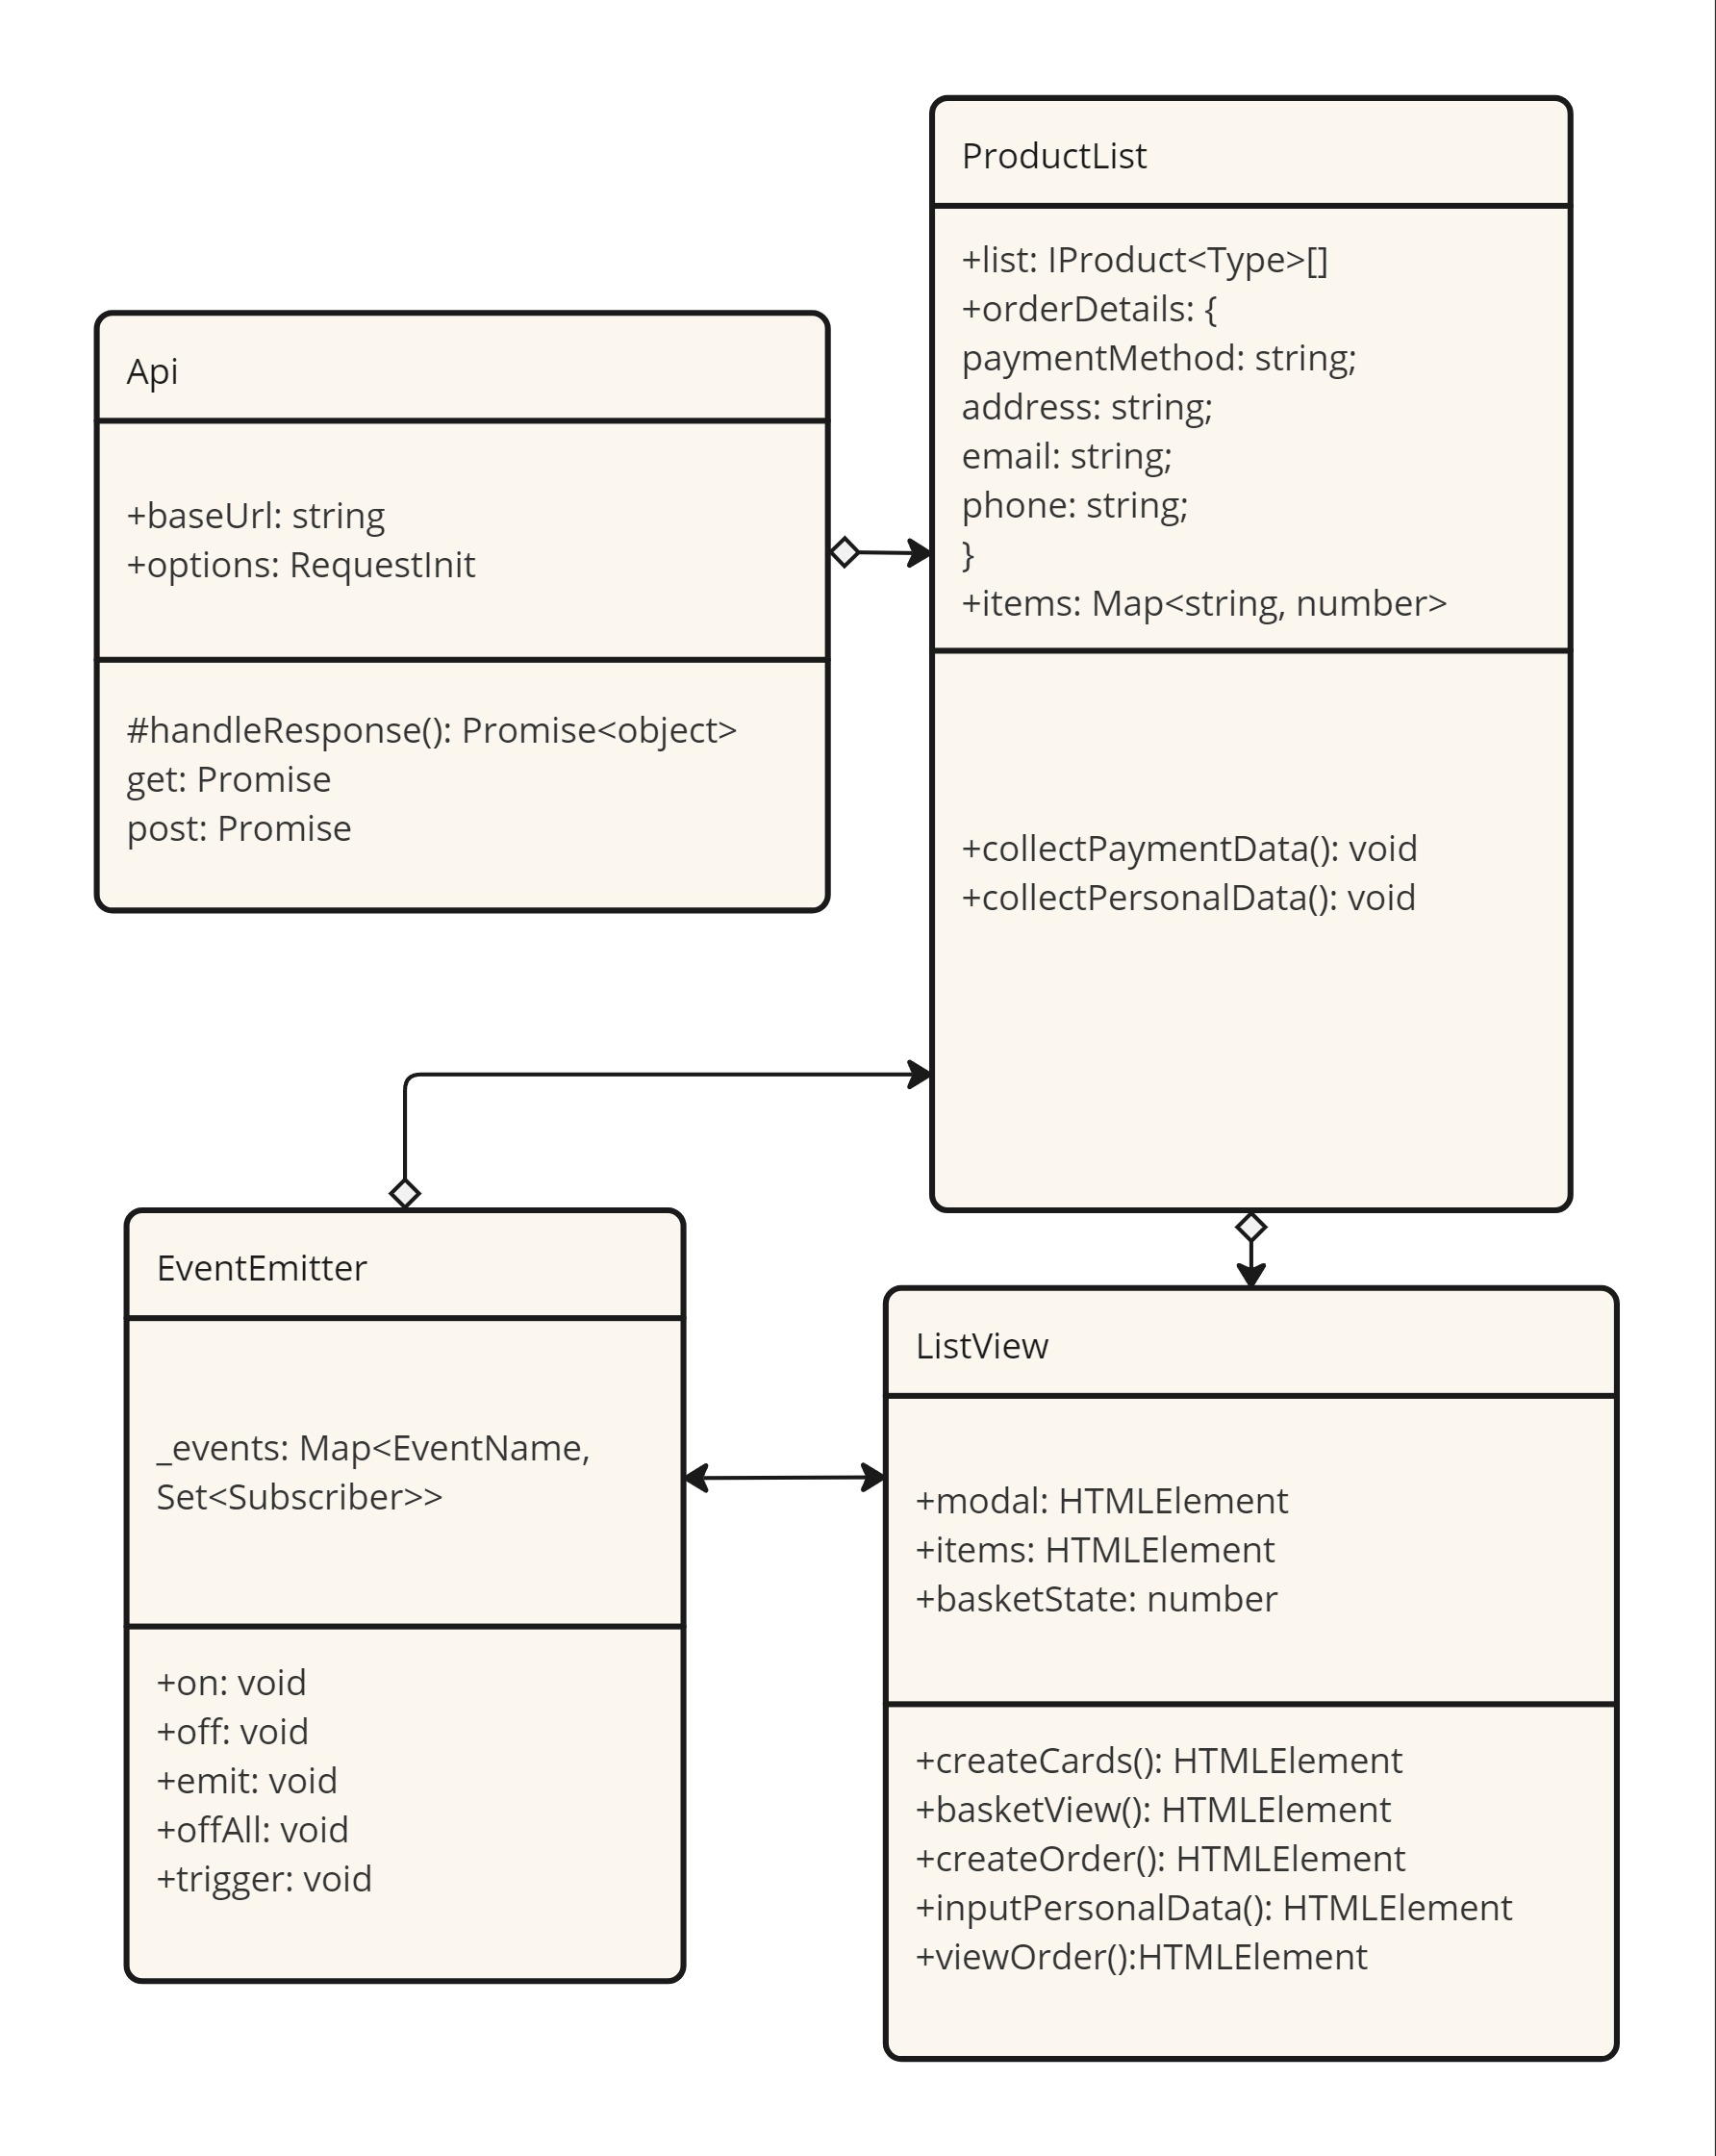 ProductList
+list: IProduct<Type>[]
+orderDetails: {
paymentMethod: string;
address: string;
email: string;
phone: string;
}
+items: Map<string, number>
+collectPaymentData(): void
+collectPersonalData(): void
Api
+baseUrl: string
+options: RequestInit
#handleResponse(): Promise<object>
get: Promise
post: Promise
EventEmitter
_events: Map<EventName,
Set<Subscriber>>
+on: void
+off: void
+emit: void
+offAll: void
+trigger: void
ListView
+modal: HTMLElement
+items: HTMLElement
+basketState: number
+createCards(): HTMLElement
+basketView(): HTMLElement
+createOrder(): HTMLElement
+inputPersonalData(): HTMLElement
+viewOrder():HTMLElement